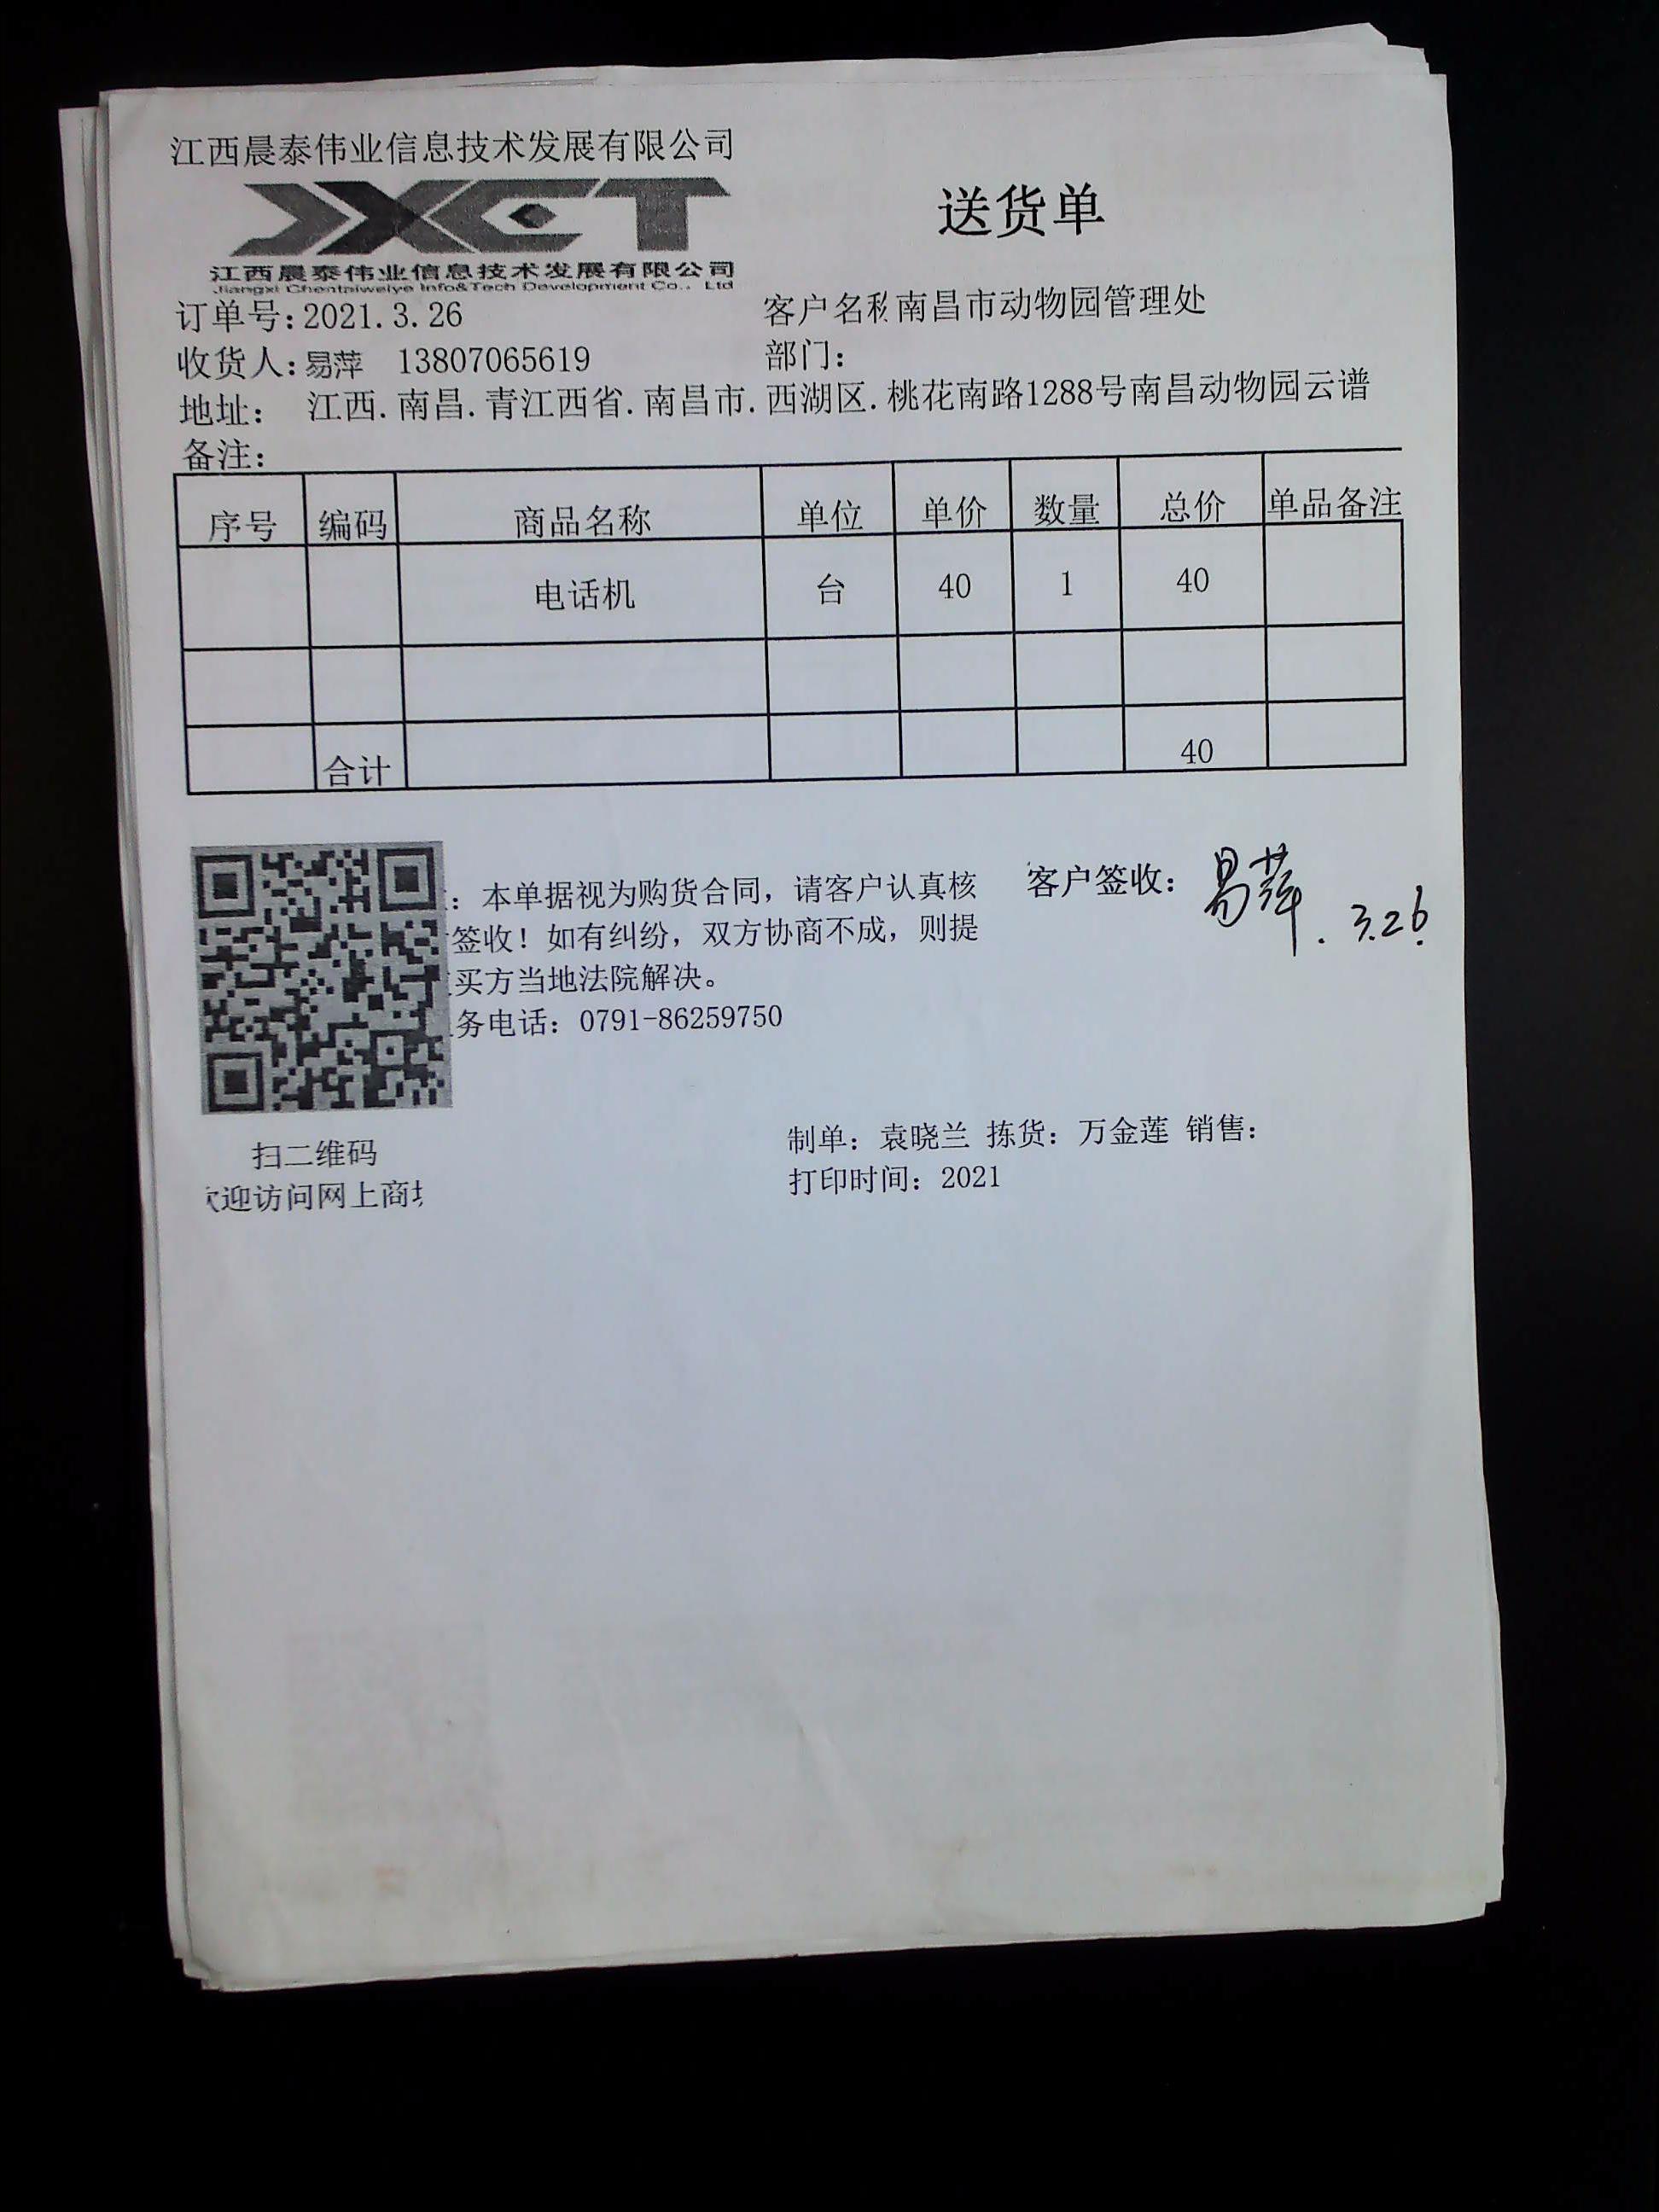 江西晨泰伟业信息技术发展有限公司
JXCT
送货单
江西晨泰伟业信息技术发展有限公司
Jiangxi Chentaiweiye Info&Tech Development Co., Ltd
订单号:2021.3.26 客户名称 南昌市动物园管理处
收货人:易萍 13807065619 部门:
地址: 江西.南昌.青江西省.南昌市.西湖区.桃花南路1288号南昌动物园云谱
备注:
序号 编码 商品名称 单位 单价 数量 总价 单品备注
电话机 台 40 1 40
合计 40
:本单据视为购货合同,请客户认真核
签收!如有纠纷,双方协商不成,则提
买方当地法院解决。
务电话:0791-86259750
客户签收: 易萍. 3.26.
扫二维码
欢迎访问网上商城
制单:袁晓兰 拣货:万金莲 销售:
打印时间:2021